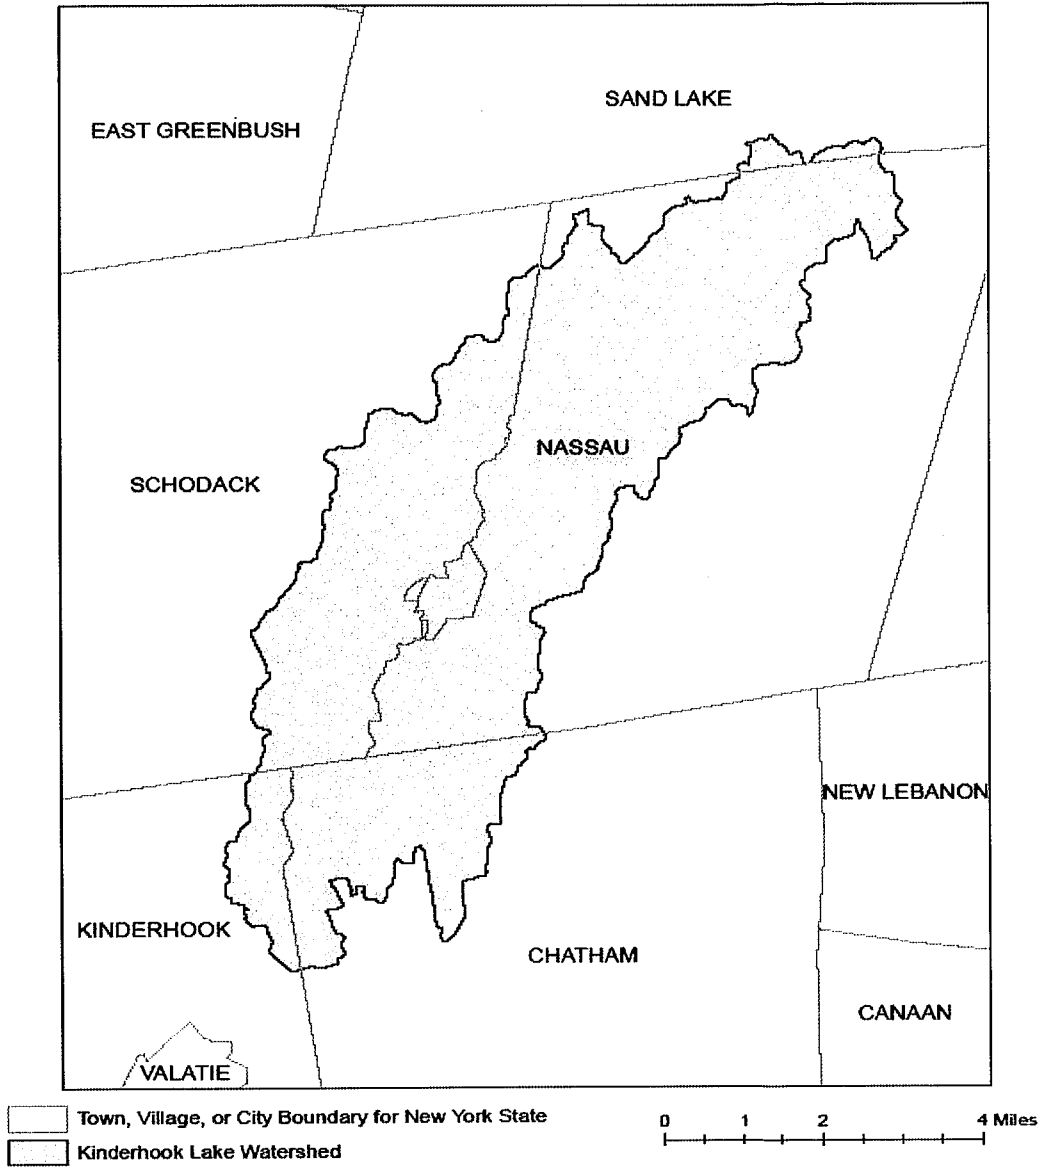 SAND LAKE
EAST GREENBUSH
NASSAU
SCHODACK
NEW LEBANON
KINDERHOOK
CHATHAM
CANAAN
VALATIE
Town, Village, or City Boundary for New York State
Kinderhook Lake Watershed
0 1 2 4 Miles